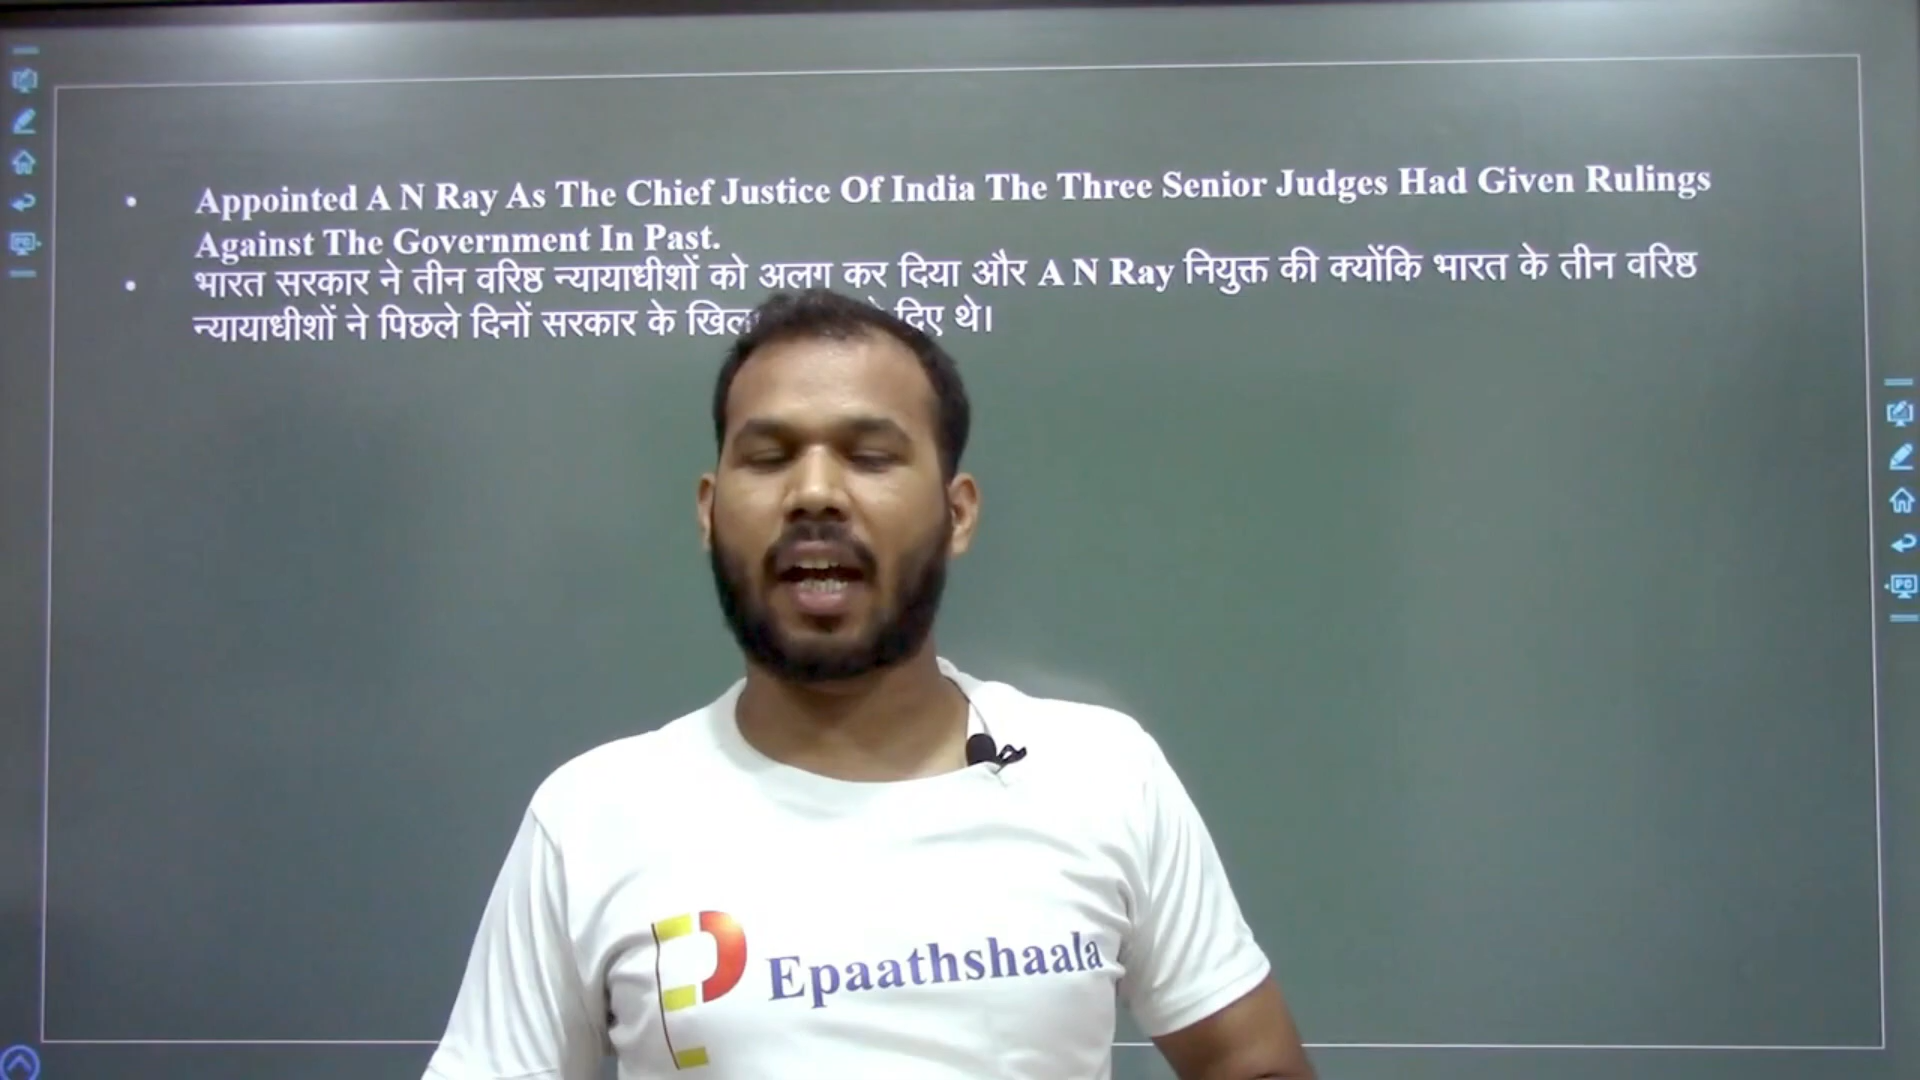 • Appointed A N Ray As The Chief Justice Of India The Three Senior Judges Had Given Rulings
Against The Government In Past.
• भारत सरकार ने तीन वरिष्ठ न्यायाधीशों को अलग कर दिया और A N Ray नियुक्त की क्योंकि भारत के तीन वरिष्ठ
न्यायाधीशों ने पिछले दिनों सरकार के दिए थे।
Epaathshaala
PC